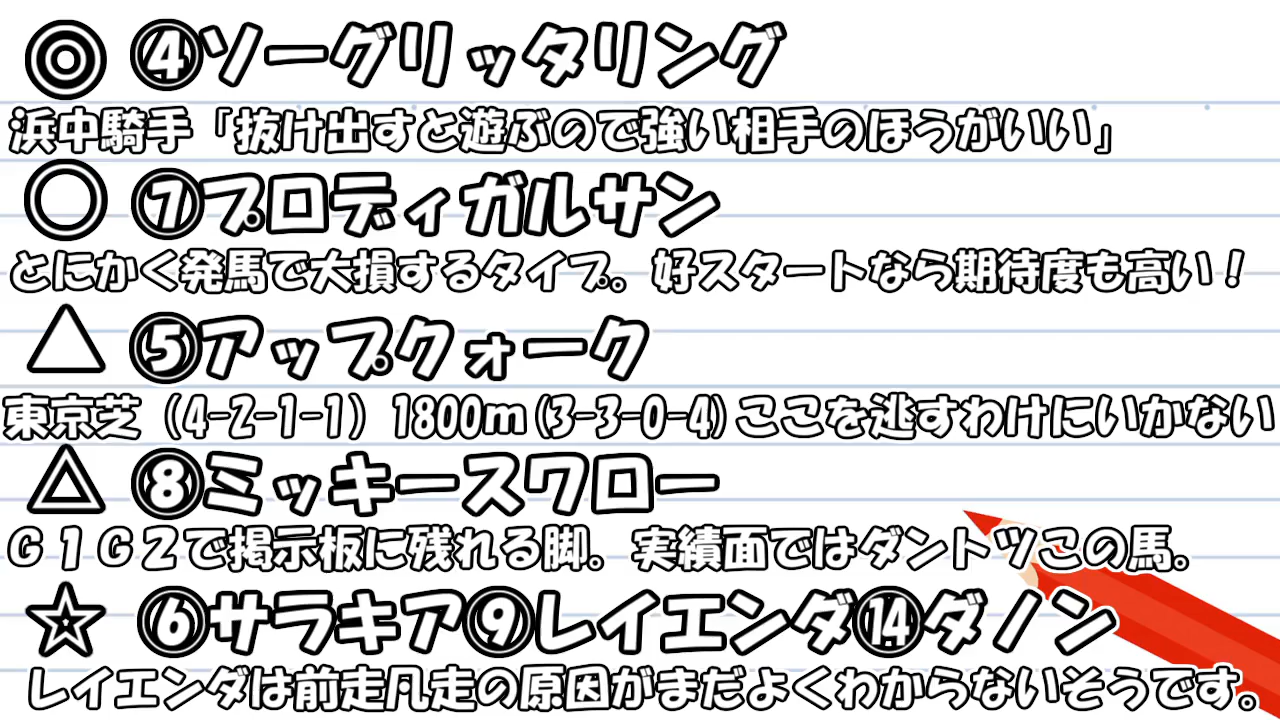 ◎ ④ソーグリッタリング
浜中騎手「抜け出すと遊ぶので強い相手のほうがいい」
○ ⑦プロディガルサン
とにかく発馬で大損するタイプ。好スタートなら期待度も高い!
△ ⑤アップクォーク
東京芝(4-2-1-1)1800m(3-3-0-4)ここを逃すわけにいかない
△ ⑧ミッキースワロー
G1G2で掲示板に残れる脚。実績面ではダントツこの馬。
☆ ⑥サラキア⑨レイエンダ⑭ダノン
レイエンダは前走凡走の原因がまだよくわからないそうです。